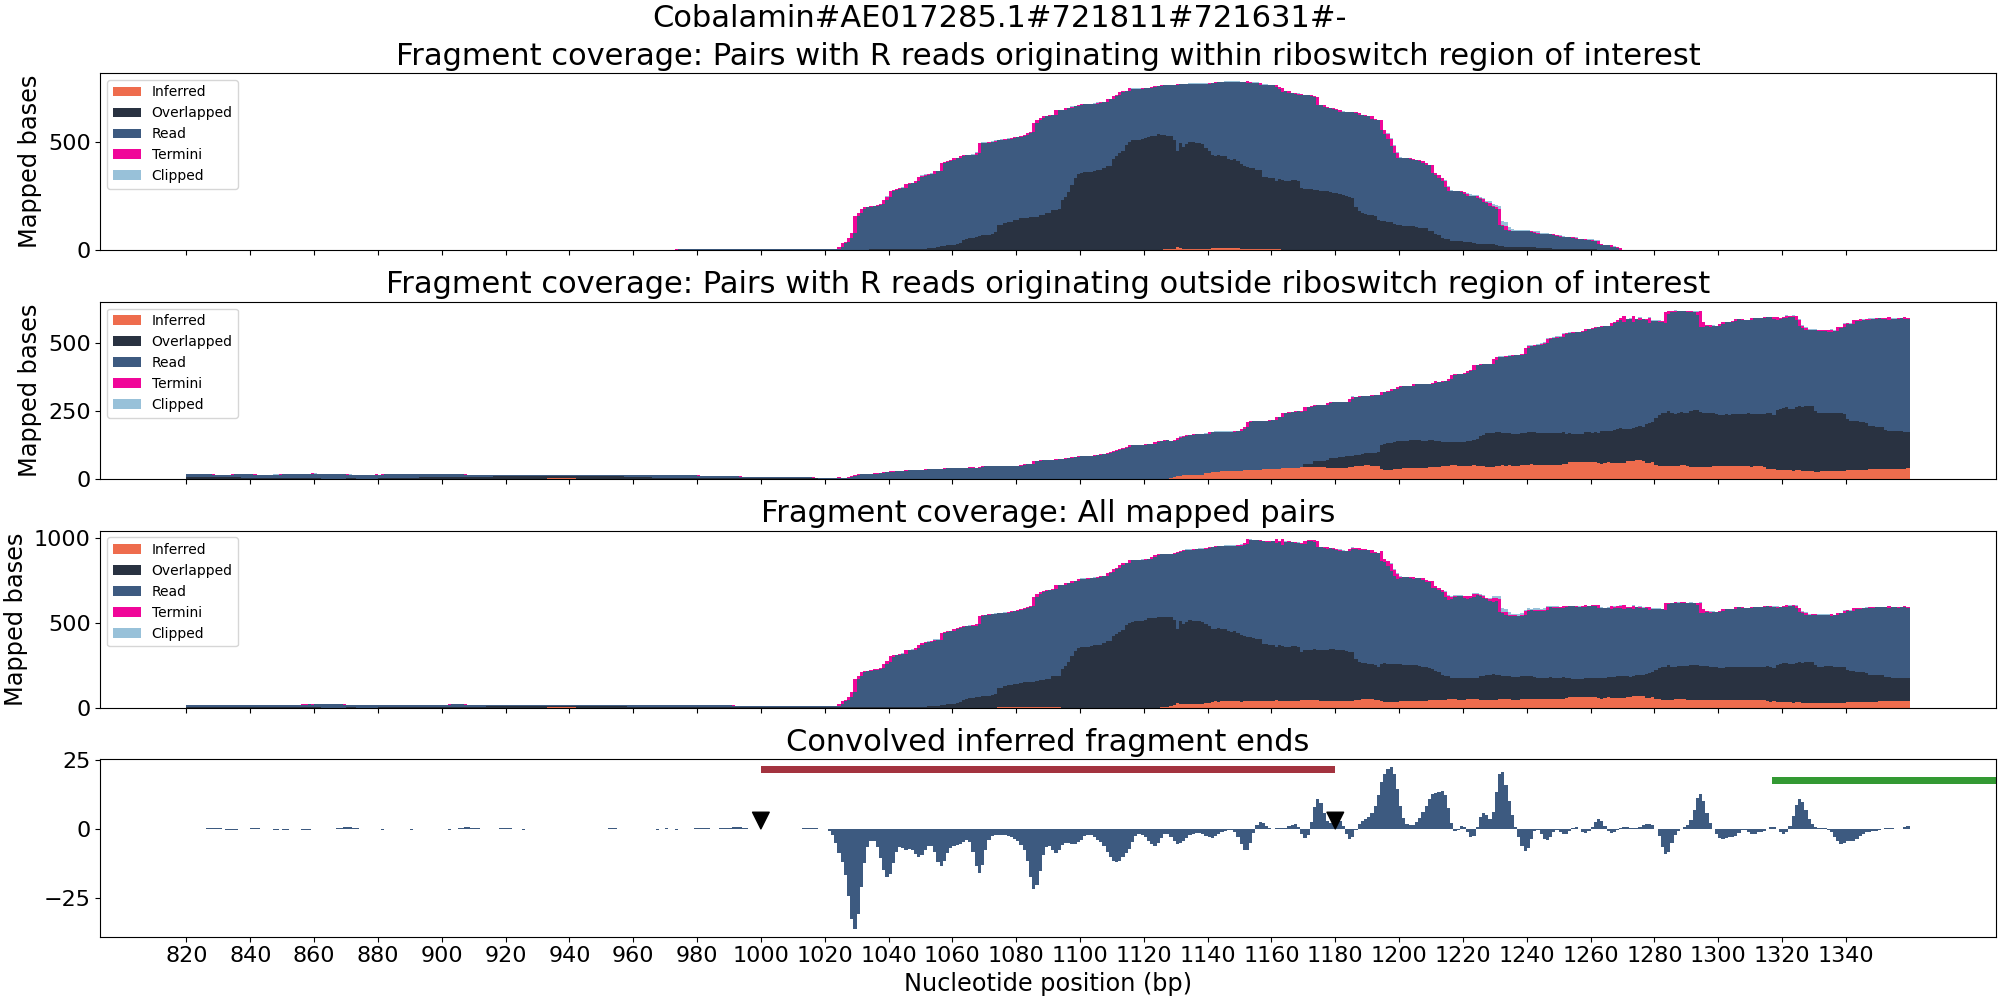 Cobalamin#AE017285.1#721811#721631#-
Fragment coverage: Pairs with R reads originating within riboswitch region of interest
Mapped bases
500
0
Inferred
Overlapped
Read
Termini
Clipped
Fragment coverage: Pairs with R reads originating outside riboswitch region of interest
Mapped bases
500
250
0
Inferred
Overlapped
Read
Termini
Clipped
Fragment coverage: All mapped pairs
Mapped bases
1000
500
0
Inferred
Overlapped
Read
Termini
Clipped
Convolved inferred fragment ends
25
0
−25
820 840 860 880 900 920 940 960 980 1000 1020 1040 1060 1080 1100 1120 1140 1160 1180 1200 1220 1240 1260 1280 1300 1320 1340
Nucleotide position (bp)